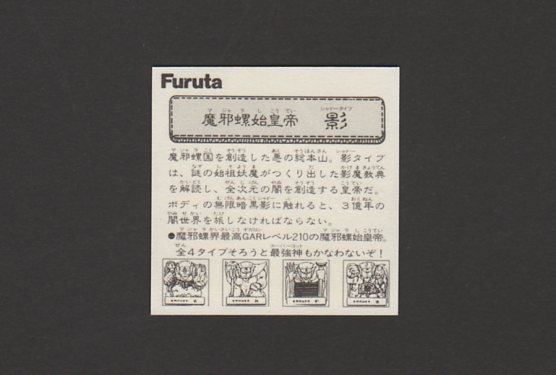 Furuta
魔邪螺始皇帝 影
魔邪螺国を創造した悪の総本山。影タイプ
は、謎の始祖妖魔がつくり出した影魔数典
を解読し、全次元の闇を創造する皇帝だ。
ボディの無限暗黒影に触れると、3億年の
闇世界を旅しなければならない。
●魔邪螺界最高GARレベル210の魔邪螺始皇帝。
全4タイプそろうと最強神もかなわないぞ!